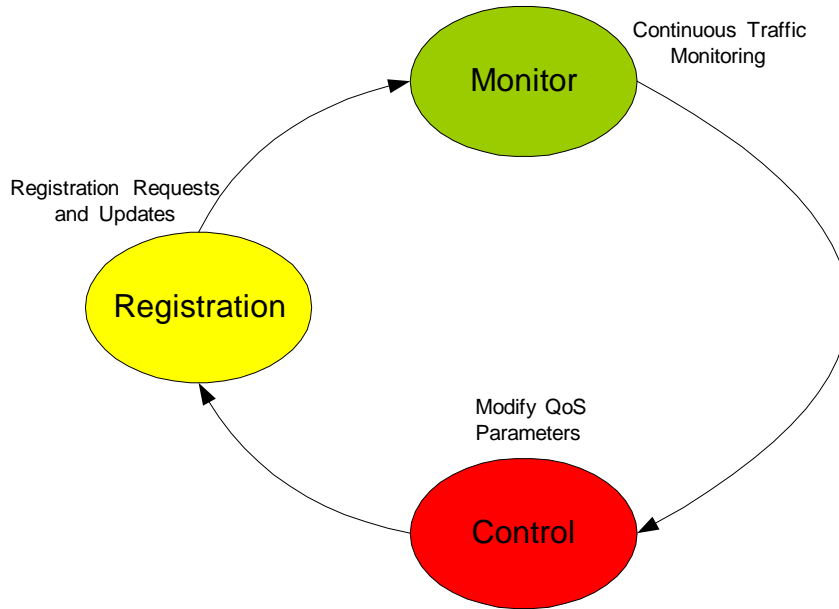 Continuous Traffic
Monitoring
Monitor
Registration Requests
and Updates
Registration
Modify QoS
Parameters
Control